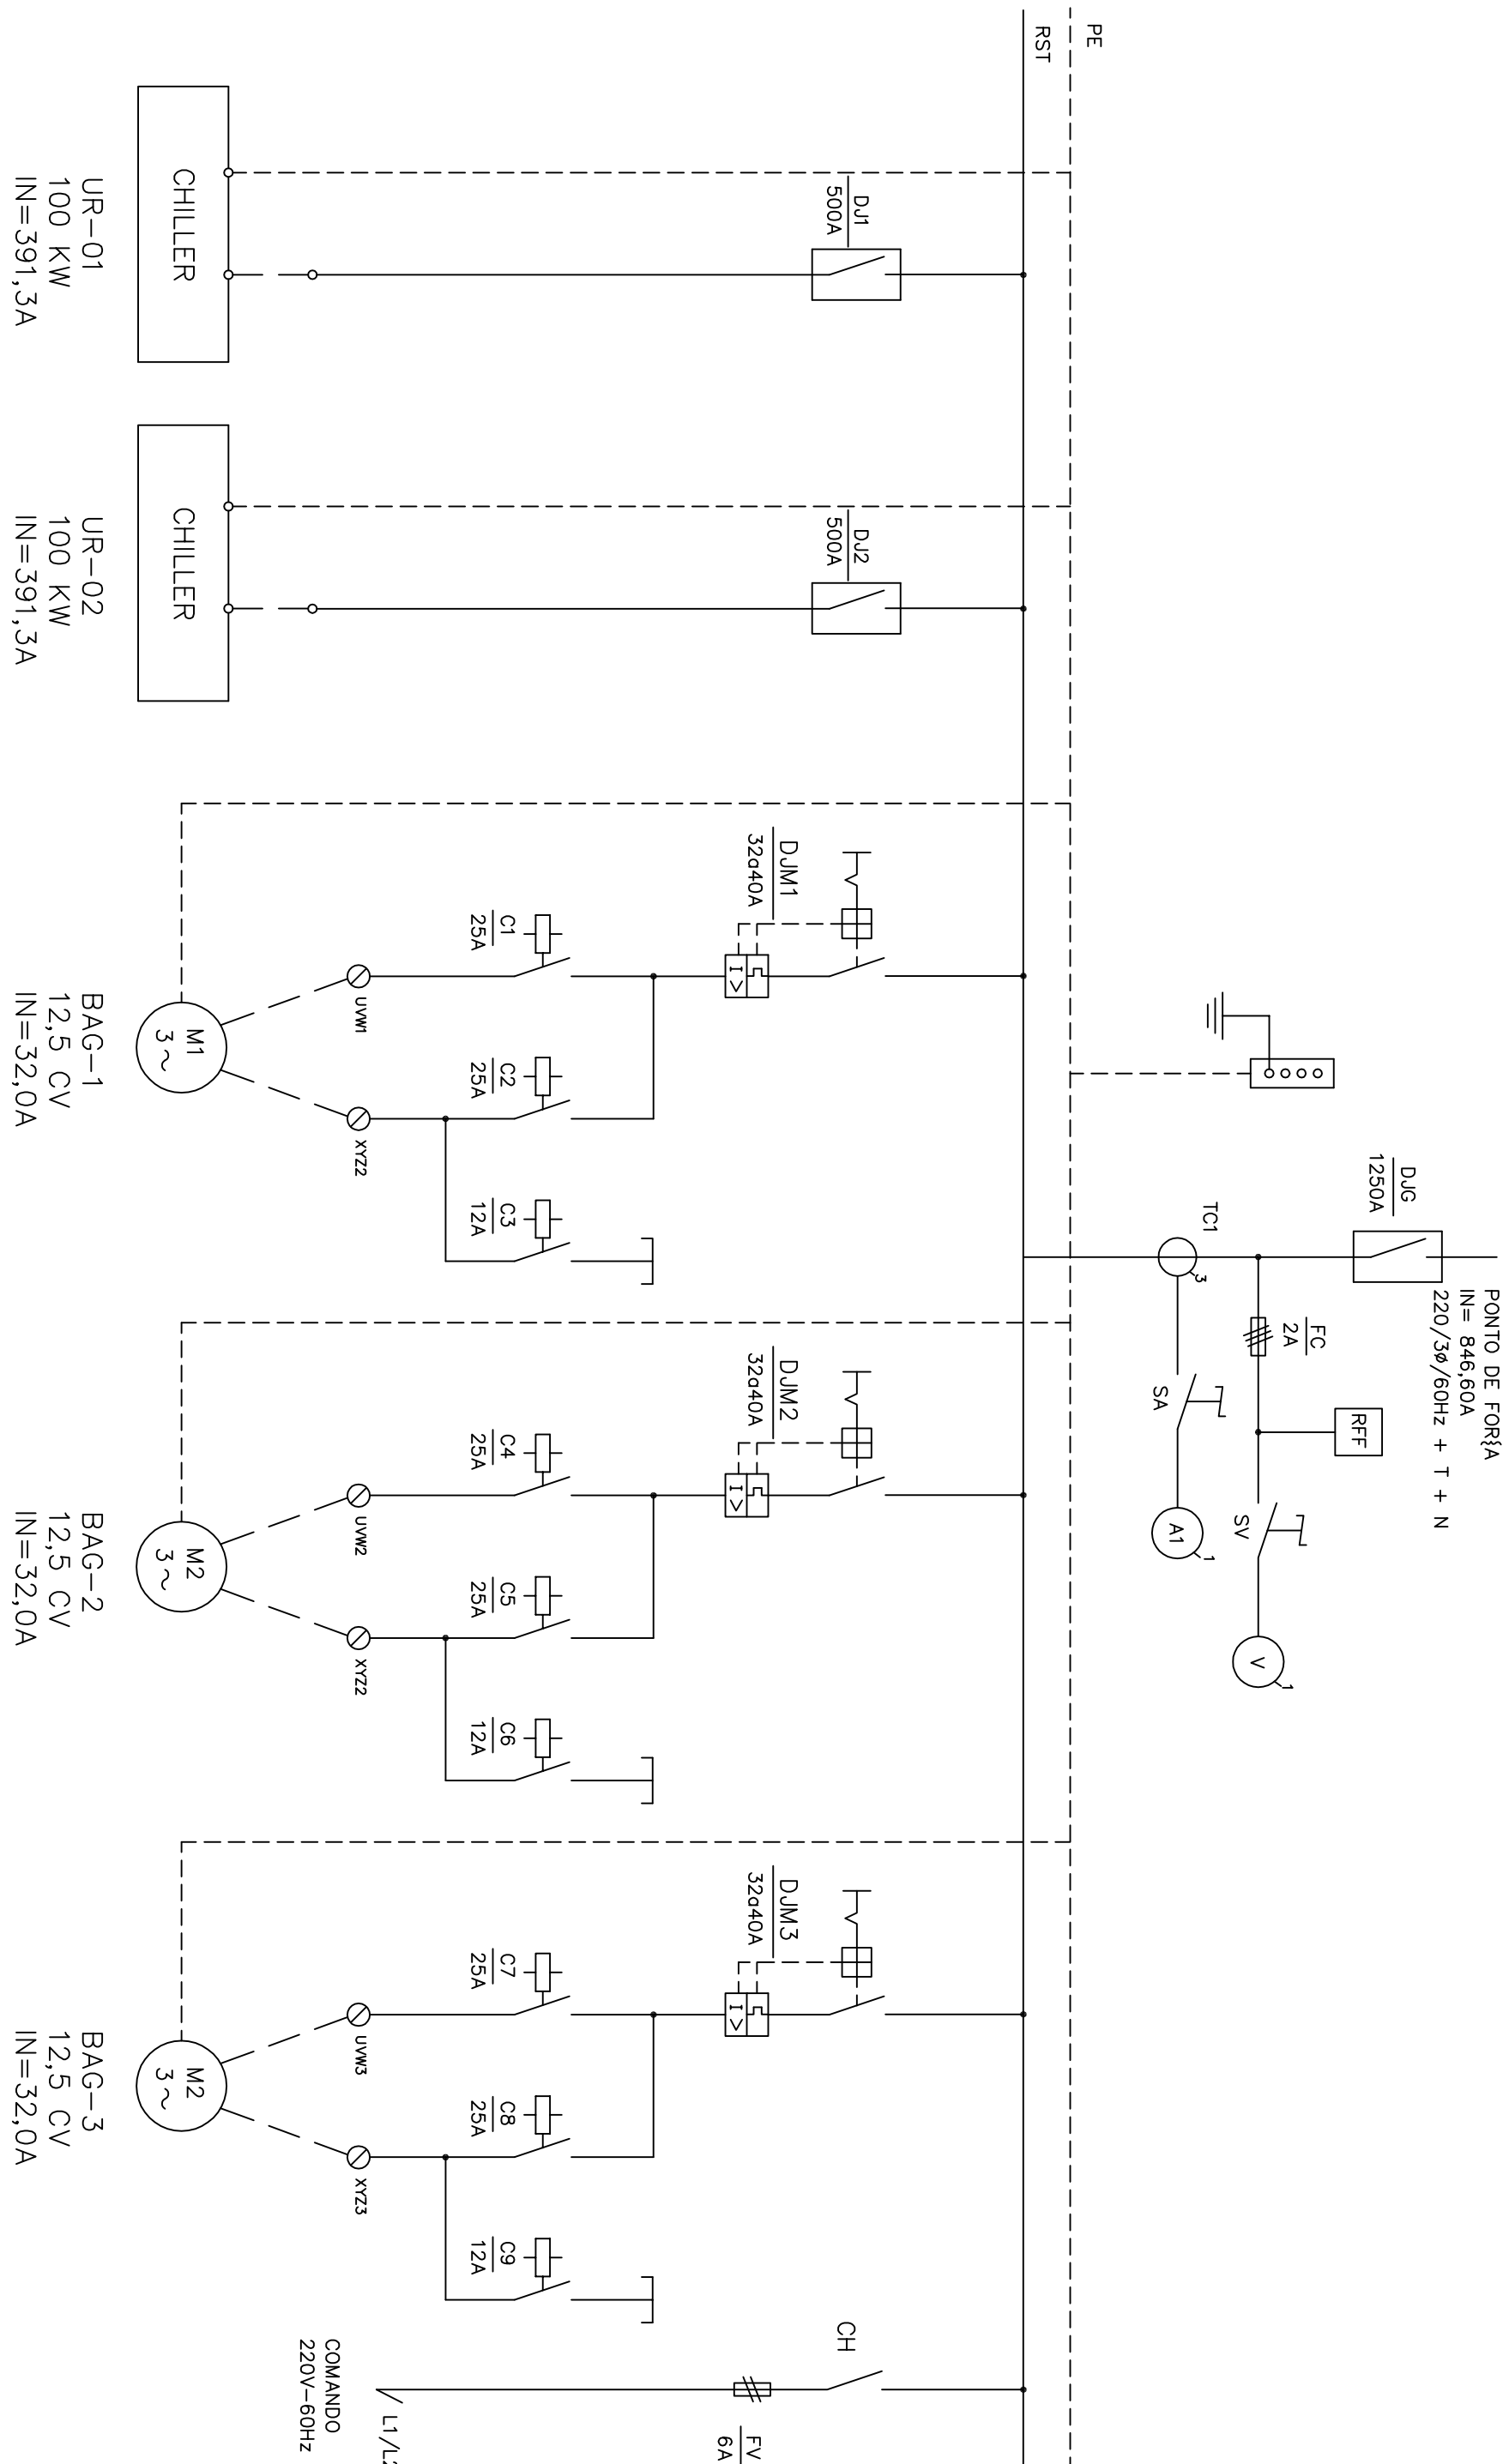 PE
RST
PONTO DE FOR§A
IN= 846,60A
220/3ø/60Hz + T + N
DJG
1250A
TC1
3
FC
2A
RFF
SA
A1
1
SV
V
1
DJ1
500A
CHILLER
UR-01
100 KW
IN=391,3A
DJ2
500A
CHILLER
UR-02
100 KW
IN=391,3A
DJM1
32a40A
I>
C1
25A
C2
25A
C3
12A
UVW1
XYZ2
M1
3~
BAG-1
12,5 CV
IN=32,0A
DJM2
32a40A
I>
C4
25A
C5
25A
C6
12A
UVW2
XYZ2
M2
3~
BAG-2
12,5 CV
IN=32,0A
DJM3
32a40A
I>
C7
25A
C8
25A
C9
12A
UVW3
XYZ3
M2
3~
BAG-3
12,5 CV
IN=32,0A
CH
FV
6A
L1/L
COMANDO
220V-60Hz